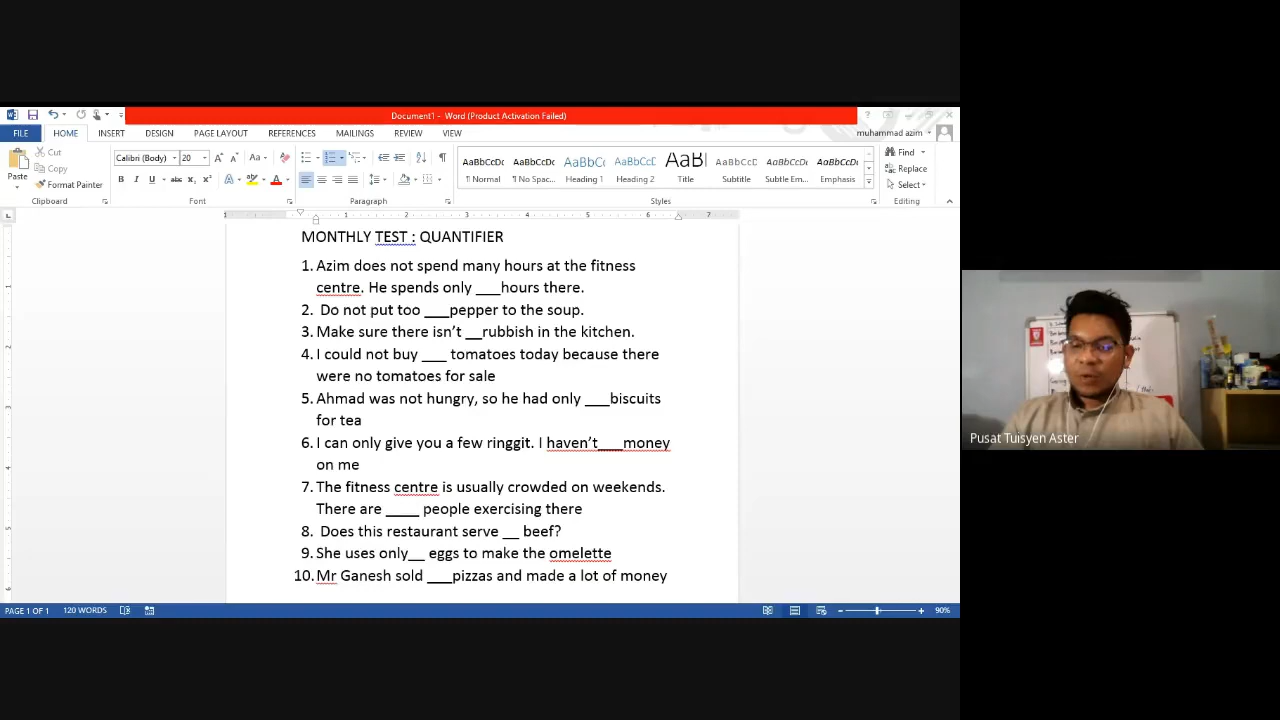 Document1 - Word (Product Activation Failed)
FILE HOME INSERT DESIGN PAGE LAYOUT REFERENCES MAILINGS REVIEW VIEW muhammad azim
Paste Cut Copy Format Painter Clipboard
Calibri (Body) 20 Aa Font
Paragraph
AaBbCcDc AaBbCcDc AaBbCc AaBbCcC AaBl AaBbCcC AaBbCcDc AaBbCcDc
¶ Normal ¶ No Spac... Heading 1 Heading 2 Title Subtitle Subtle Em... Emphasis
Styles
Find Replace Select Editing
MONTHLY TEST : QUANTIFIER
1. Azim does not spend many hours at the fitness
centre. He spends only ___hours there.
2. Do not put too ___pepper to the soup.
3. Make sure there isn’t __rubbish in the kitchen.
4. I could not buy ___ tomatoes today because there
were no tomatoes for sale
5. Ahmad was not hungry, so he had only ___biscuits
for tea
6. I can only give you a few ringgit. I haven’t___money
on me
7. The fitness centre is usually crowded on weekends.
There are ____ people exercising there
8. Does this restaurant serve __ beef?
9. She uses only__ eggs to make the omelette
10. Mr Ganesh sold ___pizzas and made a lot of money
PAGE 1 OF 1 120 WORDS 90%
Pusat Tuisyen Aster